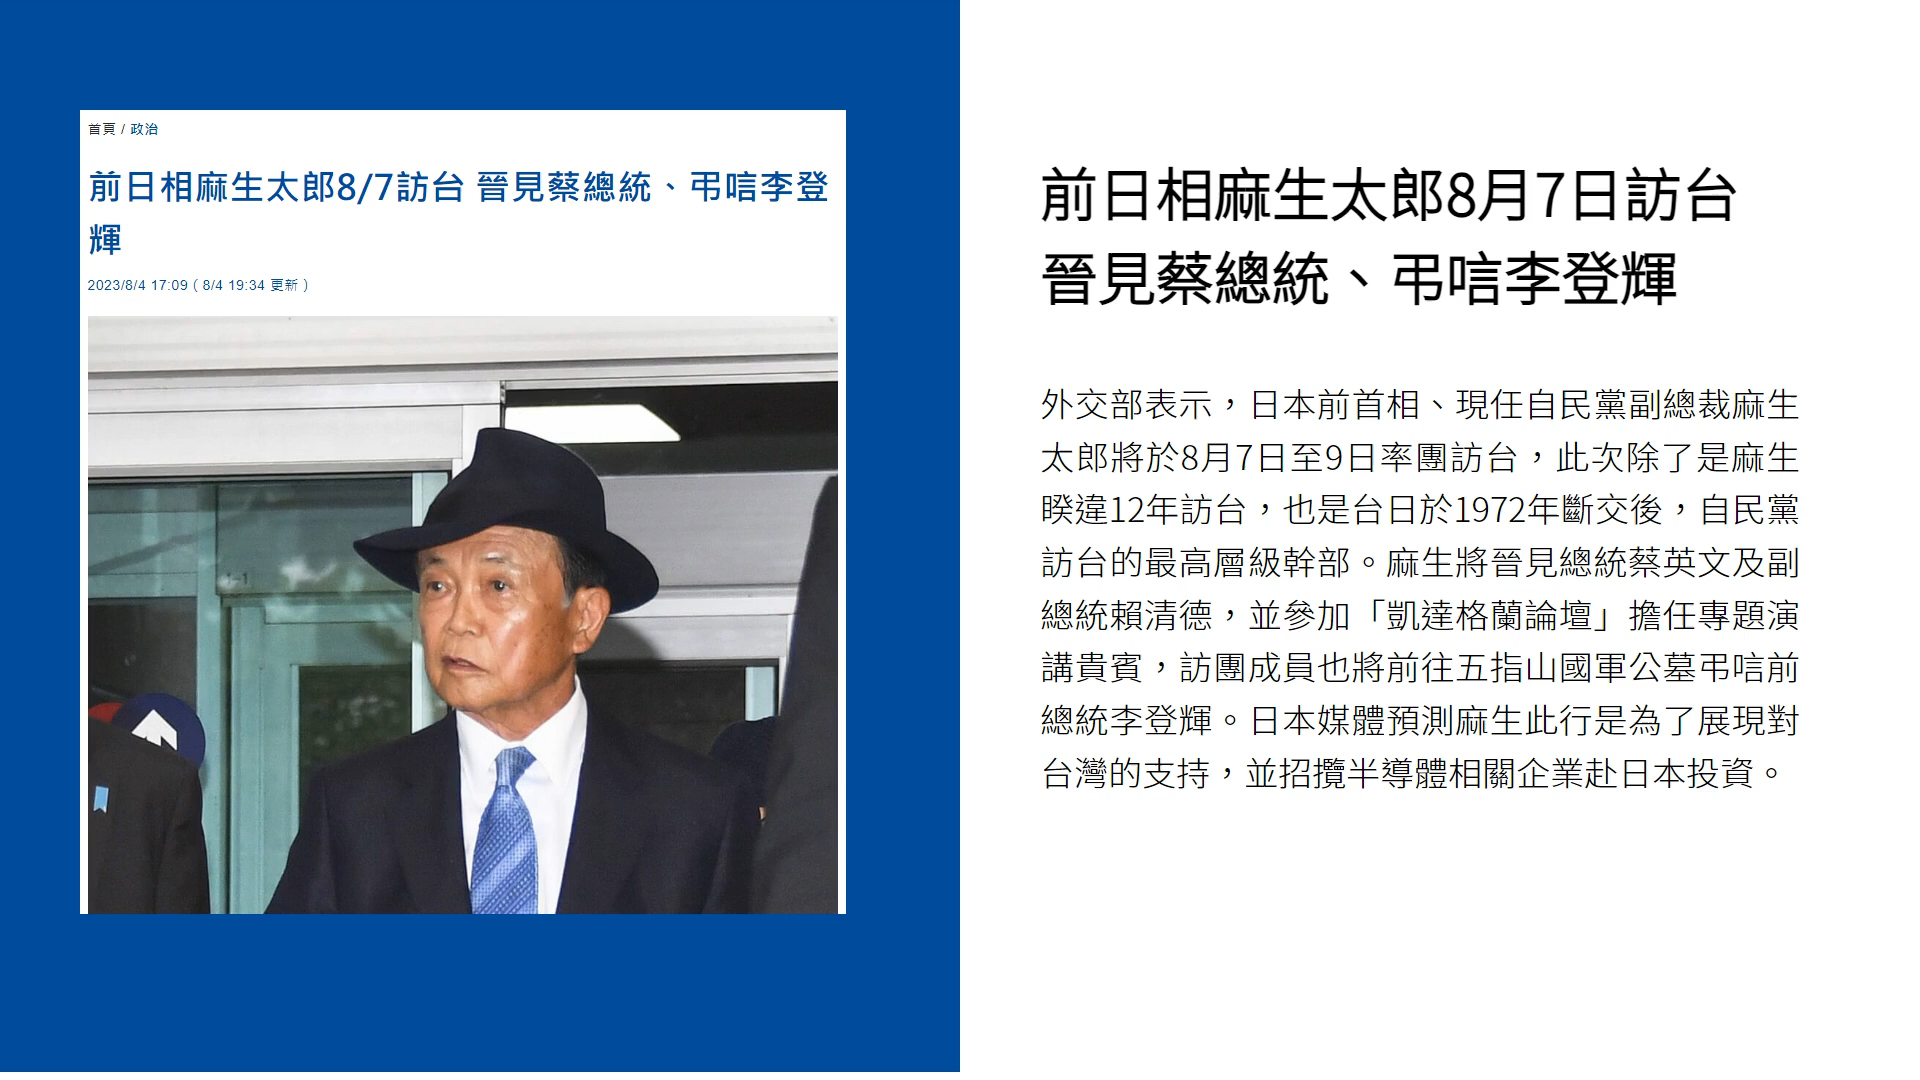 首頁 / 政治
前日相麻生太郎8/7訪台 晉見蔡總統、弔唁李登
輝
2023/8/4 17:09（8/4 19:34 更新）
前日相麻生太郎8月7日訪台
晉見蔡總統、弔唁李登輝
外交部表示，日本前首相、現任自民黨副總裁麻生
太郎將於8月7日至9日率團訪台，此次除了是麻生
睽違12年訪台，也是台日於1972年斷交後，自民黨
訪台的最高層級幹部。麻生將晉見總統蔡英文及副
總統賴清德，並參加「凱達格蘭論壇」擔任專題演
講貴賓，訪團成員也將前往五指山國軍公墓弔唁前
總統李登輝。日本媒體預測麻生此行是為了展現對
台灣的支持，並招攬半導體相關企業赴日本投資。